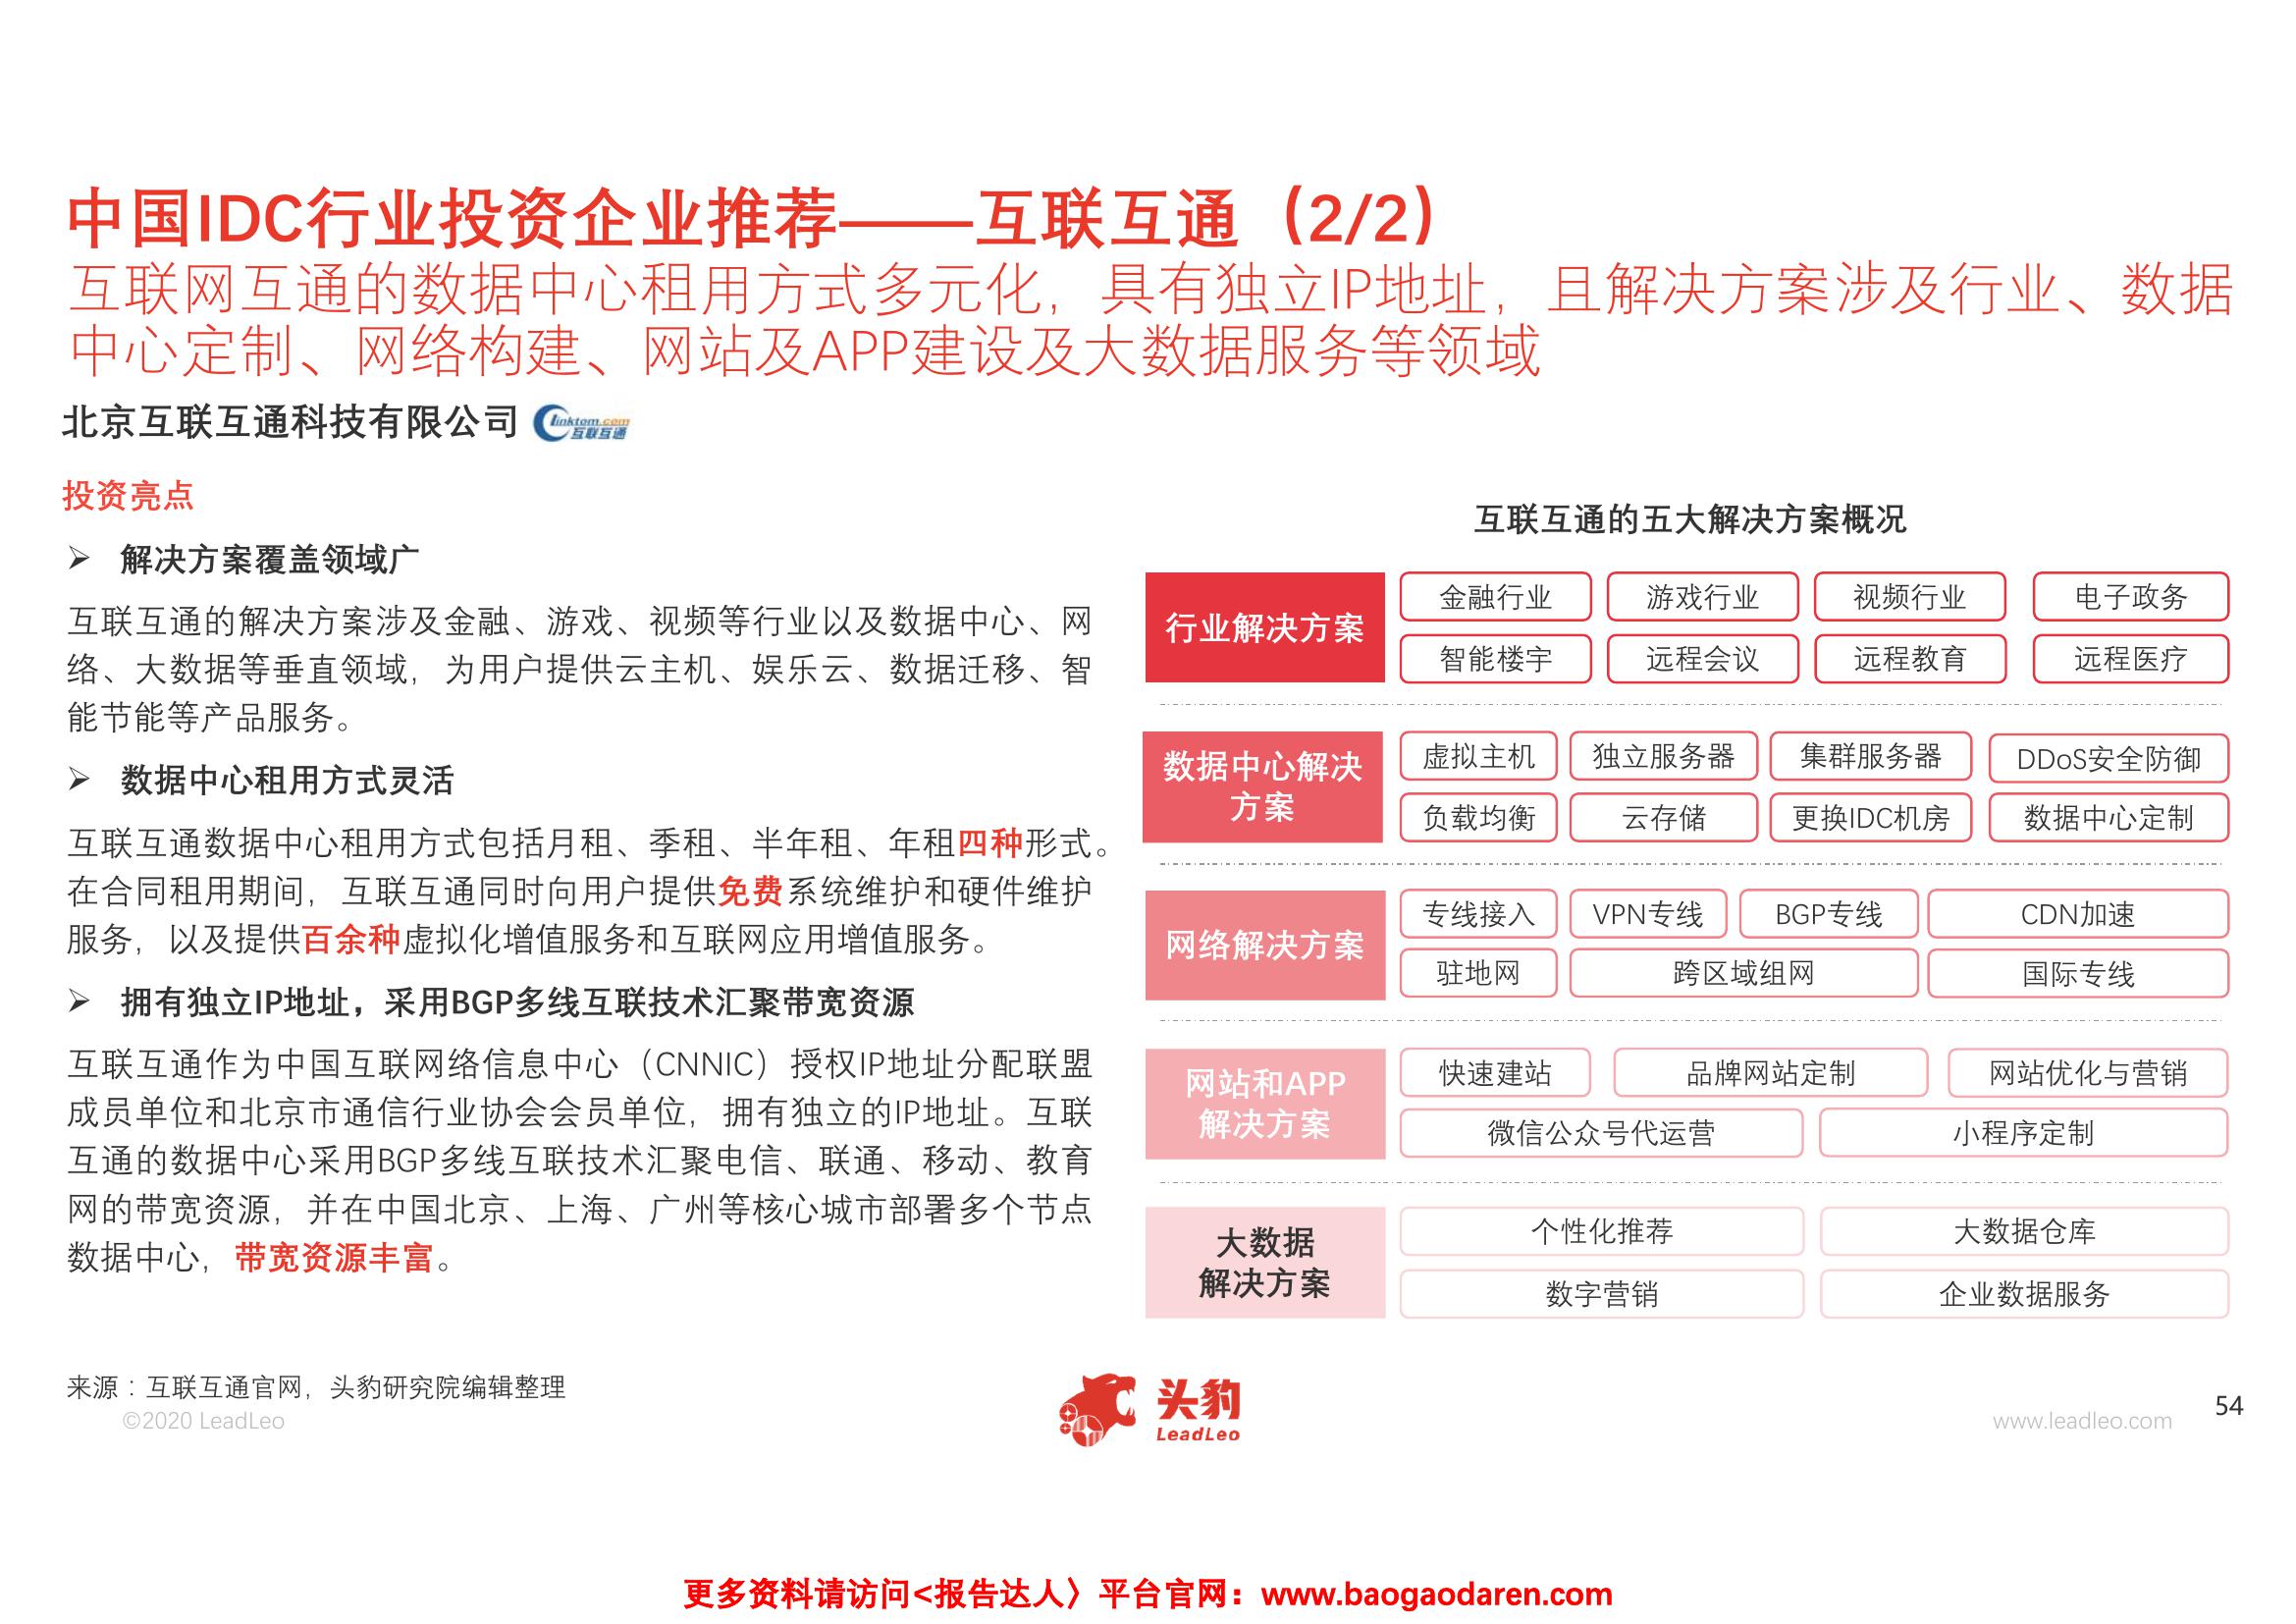 中国IDC行业投资企业推荐——互联互通（2/2）
互联网互通的数据中心租用方式多元化，具有独立IP地址，且解决方案涉及行业、数据
中心定制、网络构建、网站及APP建设及大数据服务等领域
北京互联互通科技有限公司
linktom.com
互联互通
投资亮点
➢ 解决方案覆盖领域广
互联互通的解决方案涉及金融、游戏、视频等行业以及数据中心、网
络、大数据等垂直领域，为用户提供云主机、娱乐云、数据迁移、智
能节能等产品服务。
➢ 数据中心租用方式灵活
互联互通数据中心租用方式包括月租、季租、半年租、年租四种形式。
在合同租用期间，互联互通同时向用户提供免费系统维护和硬件维护
服务，以及提供百余种虚拟化增值服务和互联网应用增值服务。
➢ 拥有独立IP地址，采用BGP多线互联技术汇聚带宽资源
互联互通作为中国互联网络信息中心（CNNIC）授权IP地址分配联盟
成员单位和北京市通信行业协会会员单位，拥有独立的IP地址。互联
互通的数据中心采用BGP多线互联技术汇聚电信、联通、移动、教育
网的带宽资源，并在中国北京、上海、广州等核心城市部署多个节点
数据中心，带宽资源丰富。
互联互通的五大解决方案概况
行业解决方案
金融行业 游戏行业 视频行业 电子政务
智能楼宇 远程会议 远程教育 远程医疗
数据中心解决
方案
虚拟主机 独立服务器 集群服务器 DDoS安全防御
负载均衡 云存储 更换IDC机房 数据中心定制
网络解决方案
专线接入 VPN专线 BGP专线 CDN加速
驻地网 跨区域组网 国际专线
网站和APP
解决方案
快速建站 品牌网站定制 网站优化与营销
微信公众号代运营 小程序定制
大数据
解决方案
个性化推荐 大数据仓库
数字营销 企业数据服务
来源：互联互通官网，头豹研究院编辑整理
©2020 LeadLeo
头豹
LeadLeo
www.leadleo.com
54
更多资料请访问<报告达人〉平台官网：www.baogaodaren.com